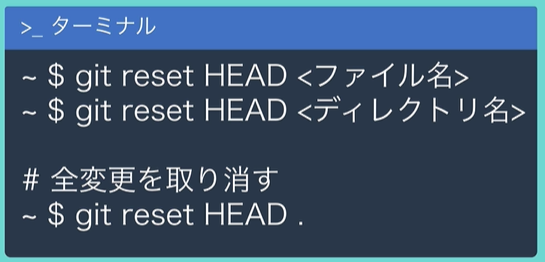 >_ ターミナル
~ $ git reset HEAD <ファイル名>
~ $ git reset HEAD <ディレクトリ名>
# 全変更を取り消す
~ $ git reset HEAD .